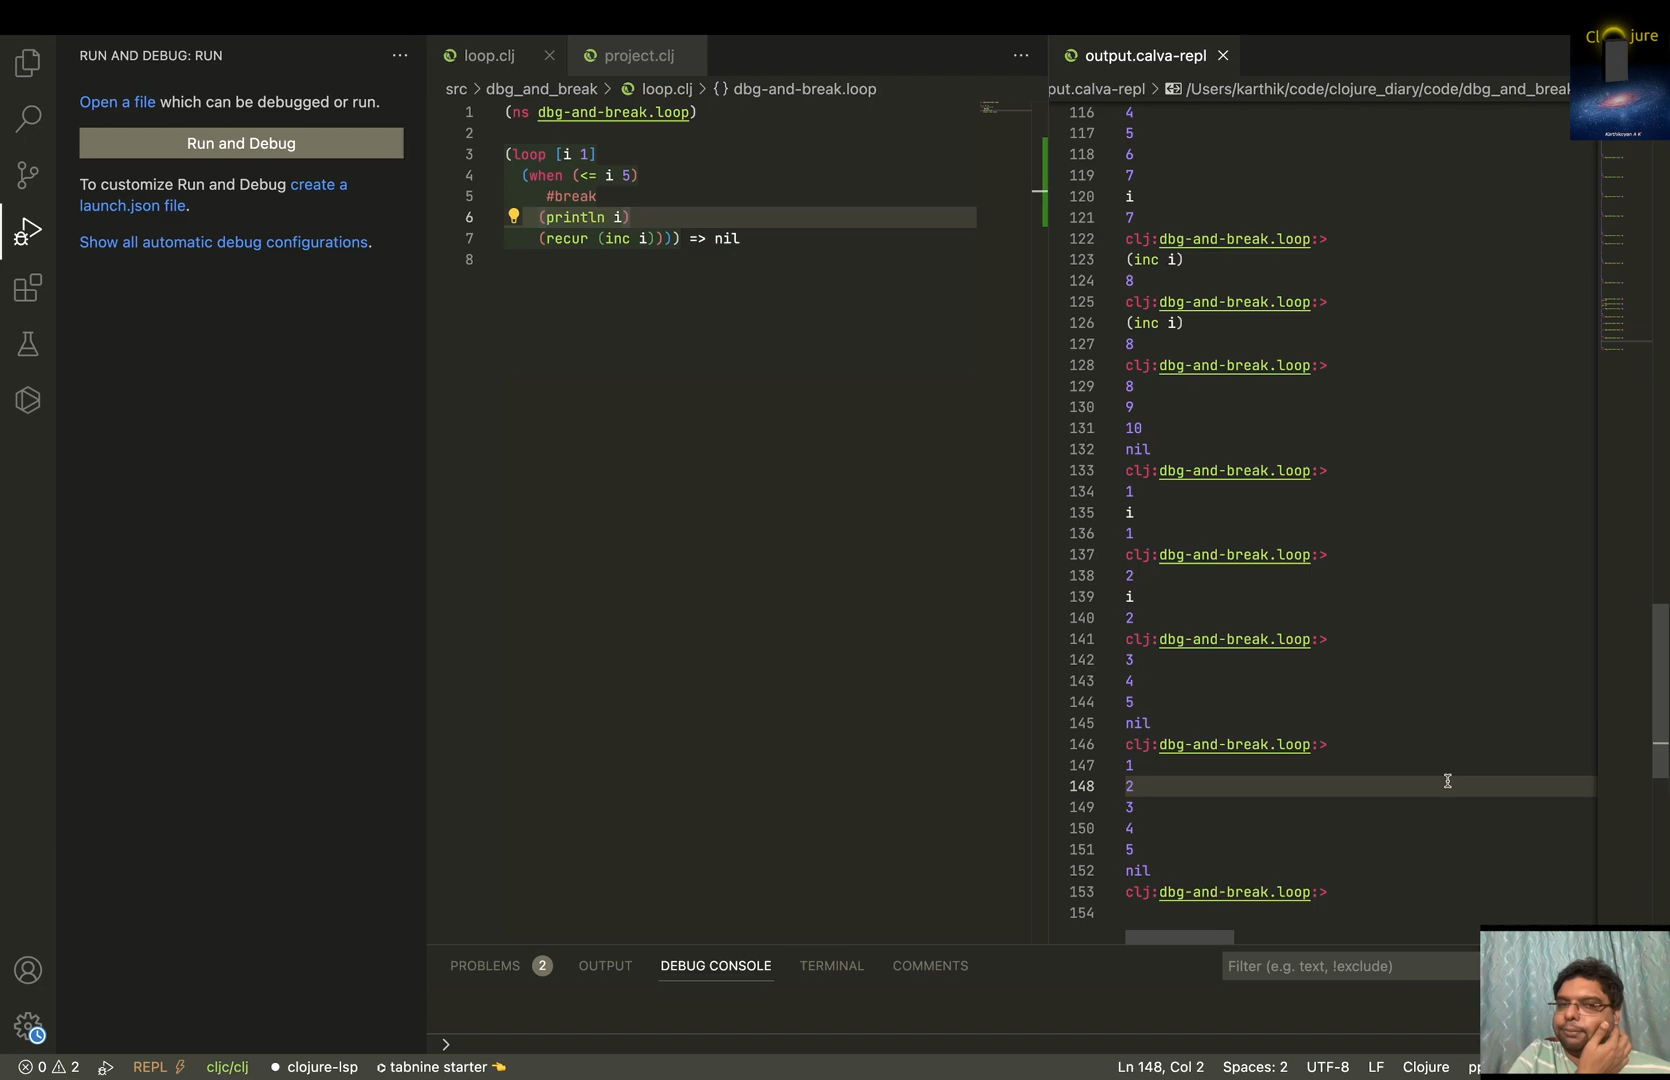 RUN AND DEBUG: RUN
Open a file which can be debugged or run.
Run and Debug
To customize Run and Debug create a
launch.json file.
Show all automatic debug configurations.
loop.clj
project.clj
src > dbg_and_break > loop.clj > {} dbg-and-break.loop
1 (ns dbg-and-break.loop)
2
3 (loop [i 1]
4 (when (<= i 5)
5 #break
6 (println i)
7 (recur (inc i)))) => nil
8
output.calva-repl
put.calva-repl > /Users/karthik/code/clojure_diary/code/dbg_and_break
116 4
117 5
118 6
119 7
120 i
121 7
122 clj:dbg-and-break.loop:>
123 (inc i)
124 8
125 clj:dbg-and-break.loop:>
126 (inc i)
127 8
128 clj:dbg-and-break.loop:>
129 8
130 9
131 10
132 nil
133 clj:dbg-and-break.loop:>
134 1
135 i
136 1
137 clj:dbg-and-break.loop:>
138 2
139 i
140 2
141 clj:dbg-and-break.loop:>
142 3
143 4
144 5
145 nil
146 clj:dbg-and-break.loop:>
147 1
148 2
149 3
150 4
151 5
152 nil
153 clj:dbg-and-break.loop:>
154
Clojure
Karthikeyan A K
PROBLEMS 2 OUTPUT DEBUG CONSOLE TERMINAL COMMENTS
Filter (e.g. text, !exclude)
>
0 2 REPL cljc/clj clojure-lsp tabnine starter
Ln 148, Col 2 Spaces: 2 UTF-8 LF Clojure pp